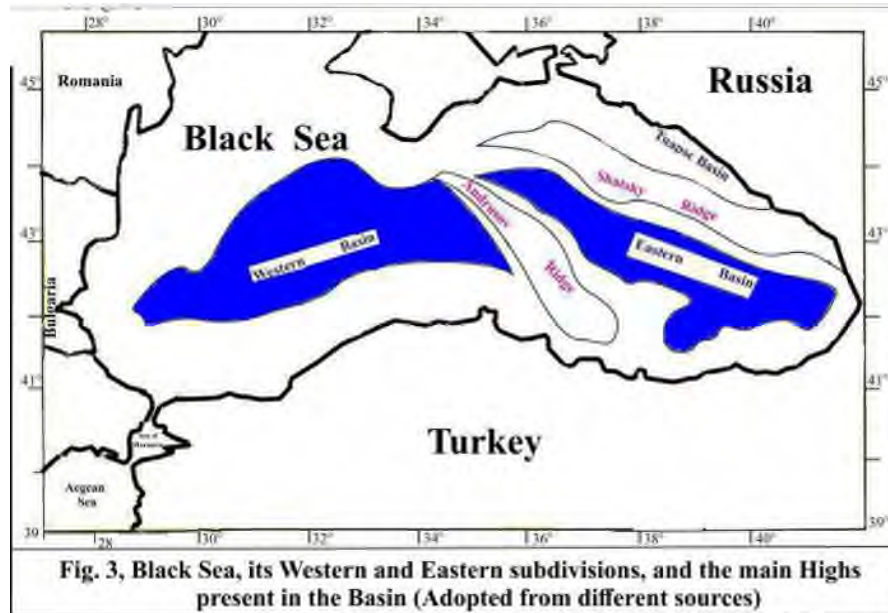 28° 30° 32° 34° 36° 38° 40°
45°
45°
Romania
Russia
Black Sea
Tuapse Basin
Shatsky Ridge
Andrusov Ridge
43°
43°
Western Basin
Eastern Basin
Bulgaria
41°
41°
Turkey
Sea of Marmara
Aegean
Sea
39
39°
28 30° 32° 34° 36° 38° 40°
Fig. 3, Black Sea, its Western and Eastern subdivisions, and the main Highs
present in the Basin (Adopted from different sources)